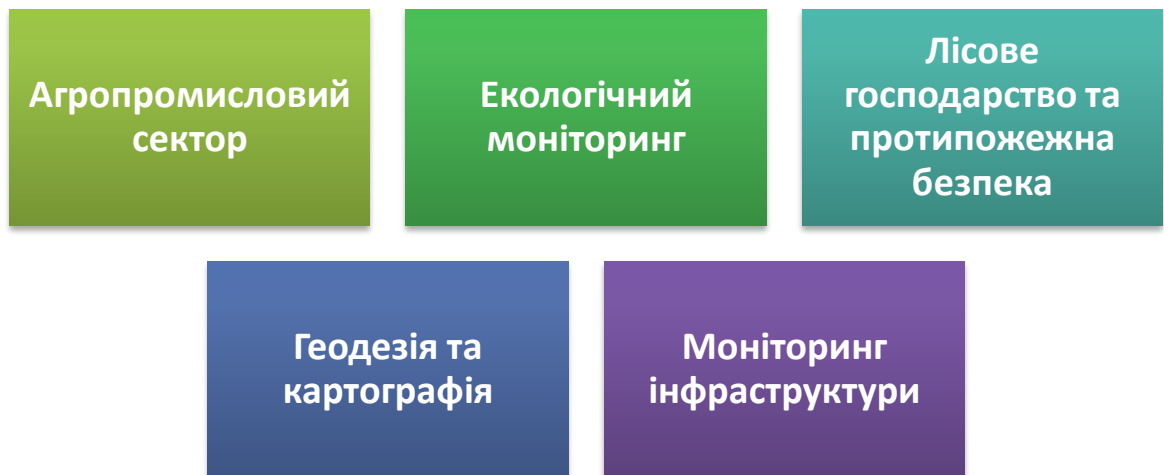 Агропромисловий
сектор
Екологічний
моніторинг
Лісове
господарство та
протипожежна
безпека
Геодезія та
картографія
Моніторинг
інфраструктури